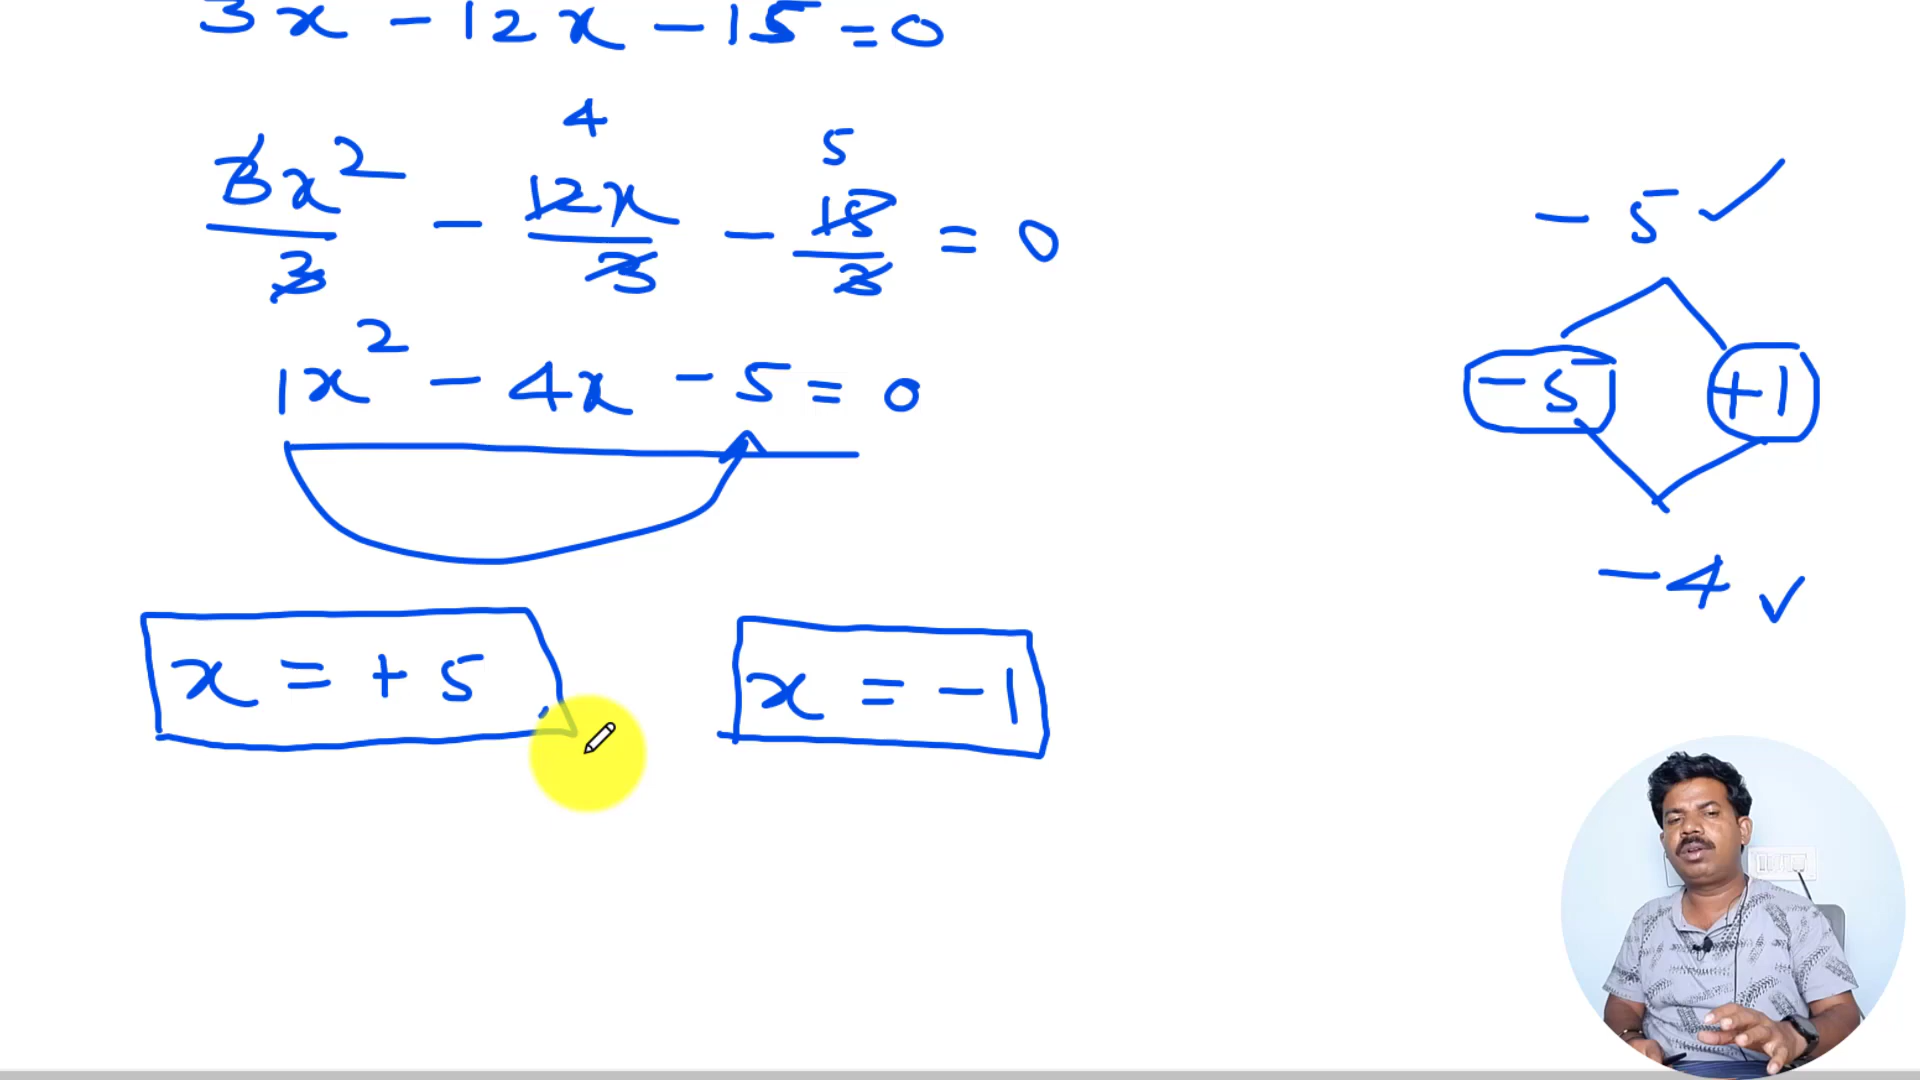 3x - 12x - 15 = 0
4 5
3x² / 3 - 12x / 3 - 15 / 3 = 0
1x² - 4x - 5 = 0
x = + 5 x = - 1
- 5 ✓
- 5 + 1
- 4 ✓